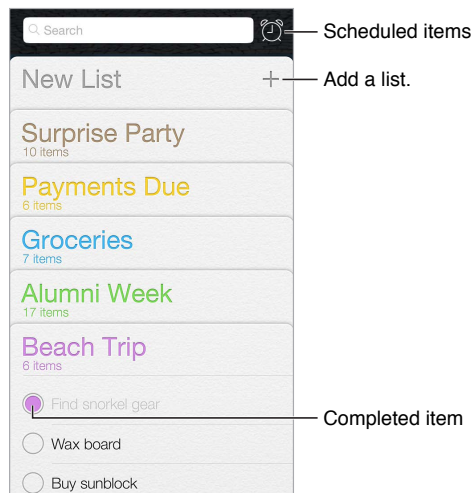 Search
Scheduled items
New List
Add a list.
Surprise Party
10 items
Payments Due
6 items
Groceries
7 items
Alumni Week
17 items
Beach Trip
6 items
Find snorkel gear
Completed item
Wax board
Buy sunblock